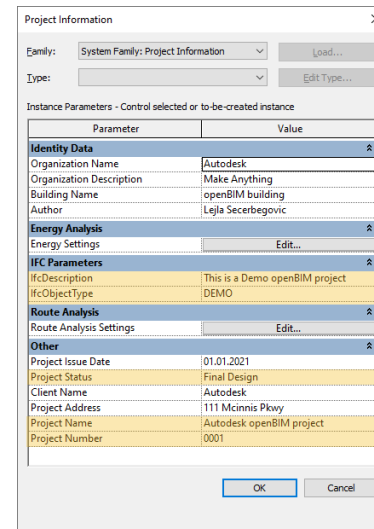 Project Information
Family: System Family: Project Information Load...
Type: Edit Type...
Instance Parameters - Control selected or to-be-created instance
Parameter Value
Identity Data
Organization Name Autodesk
Organization Description Make Anything
Building Name openBIM building
Author Lejla Secerbegovic
Energy Analysis
Energy Settings Edit...
IFC Parameters
IfcDescription This is a Demo openBIM project
IfcObjectType DEMO
Route Analysis
Route Analysis Settings Edit...
Other
Project Issue Date 01.01.2021
Project Status Final Design
Client Name Autodesk
Project Address 111 Mcinnis Pkwy
Project Name Autodesk openBIM project
Project Number 0001
OK Cancel